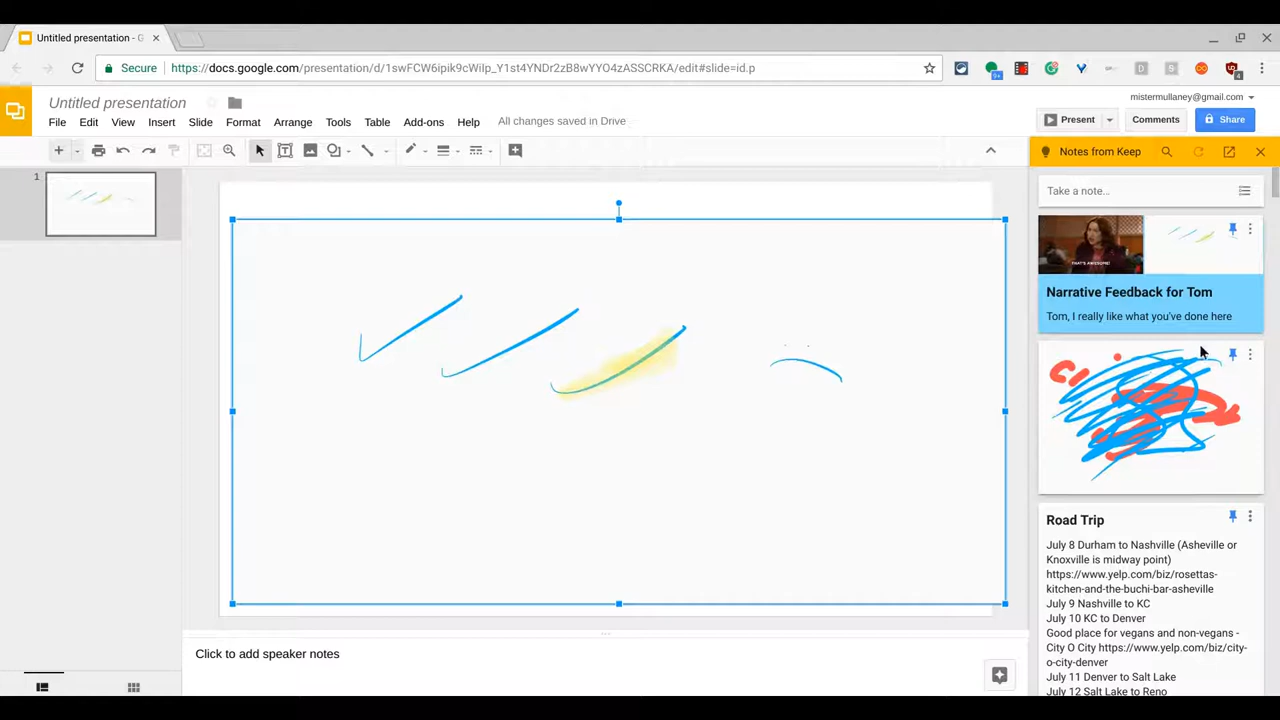 Untitled presentation - G
Secure
https://docs.google.com/presentation/d/1swFCW6ipik9cWiIp_Y1st4YNDr2zB8wYYO4zASSCRKA/edit#slide=id.p
Untitled presentation
mistermullaney@gmail.com
File Edit View Insert Slide Format Arrange Tools Table Add-ons Help All changes saved in Drive
Present Comments Share
Notes from Keep
1
Take a note...
THAT'S AWESOME!
Narrative Feedback for Tom
Tom, I really like what you've done here
Road Trip
July 8 Durham to Nashville (Asheville or
Knoxville is midway point)
https://www.yelp.com/biz/rosettas-
kitchen-and-the-buchi-bar-asheville
July 9 Nashville to KC
July 10 KC to Denver
Good place for vegans and non-vegans -
City O City https://www.yelp.com/biz/city-
o-city-denver
July 11 Denver to Salt Lake
July 12 Salt Lake to Reno
Click to add speaker notes